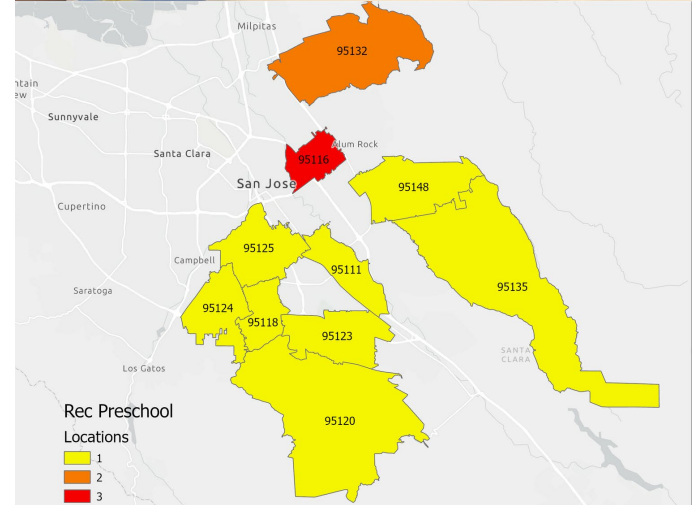 Milpitas
95132
ntain
ew
Sunnyvale
Alum Rock
Santa Clara
95116
San Jose
95148
Cupertino
95125
Campbell
95111
95135
Saratoga
95124
95118
95123
SANTA
CLARA
Los Gatos
Rec Preschool
95120
Locations
1
2
3